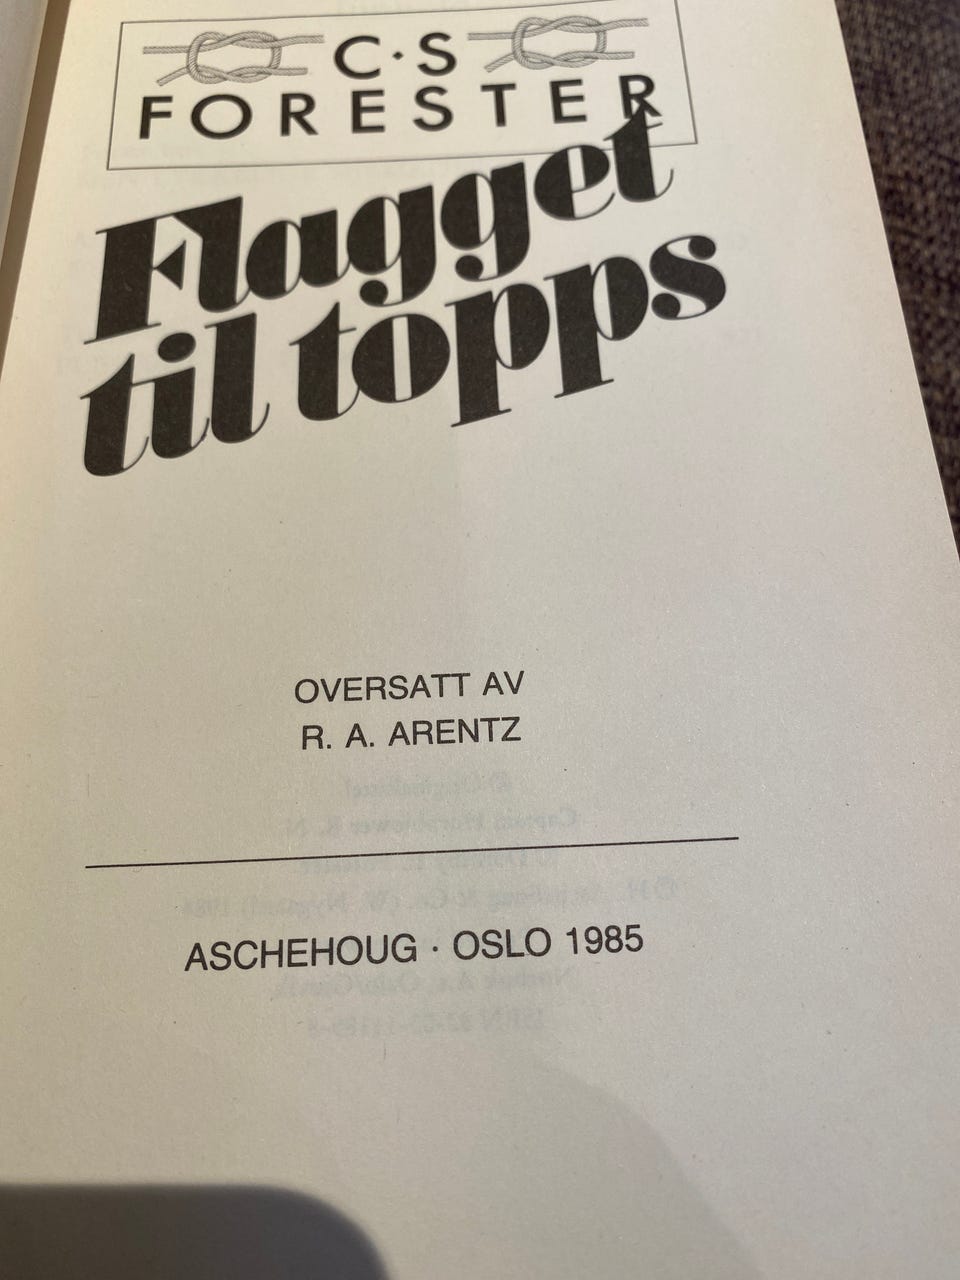 C·S
FORESTER
Flagget
til topps
OVERSATT AV
R. A. ARENTZ
ASCHEHOUG · OSLO 1985